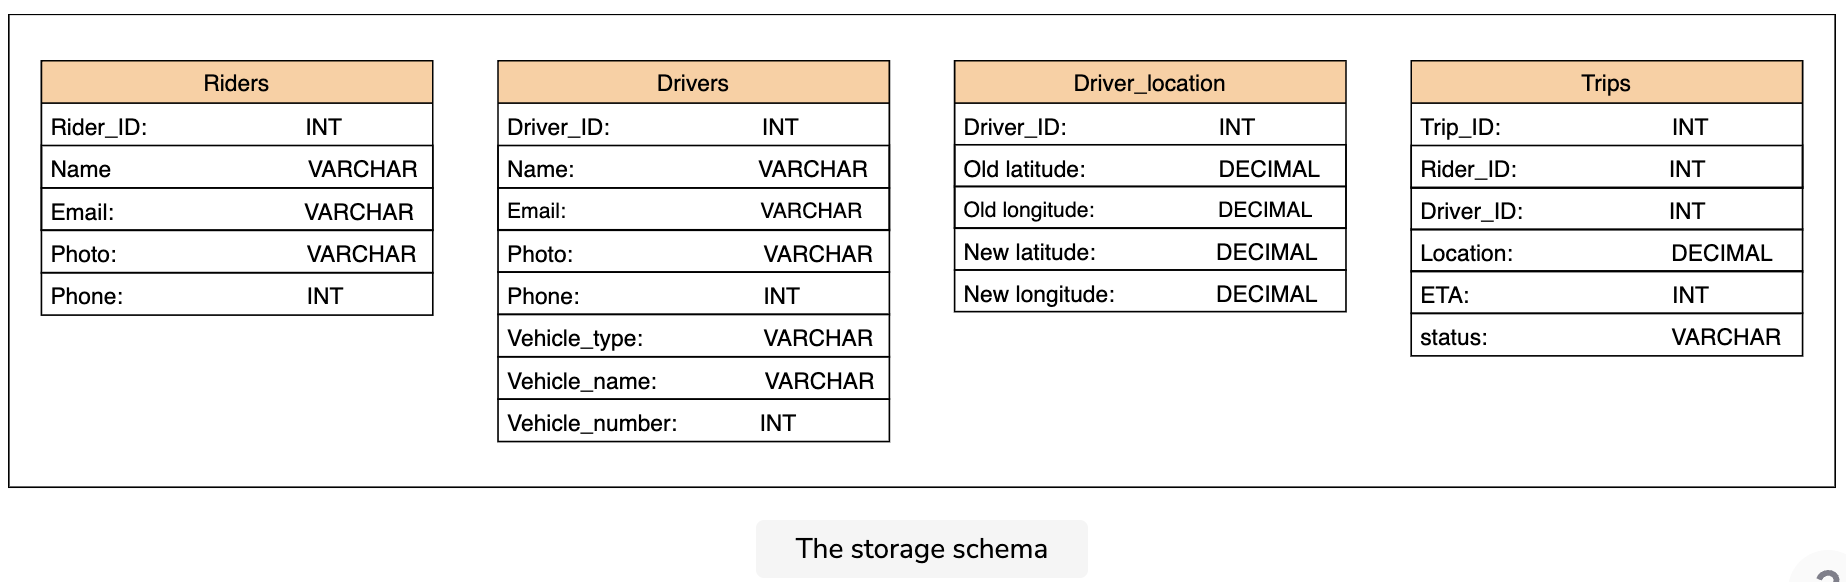 Riders
Rider_ID: INT
Name VARCHAR
Email: VARCHAR
Photo: VARCHAR
Phone: INT
Drivers
Driver_ID: INT
Name: VARCHAR
Email: VARCHAR
Photo: VARCHAR
Phone: INT
Vehicle_type: VARCHAR
Vehicle_name: VARCHAR
Vehicle_number: INT
Driver_location
Driver_ID: INT
Old latitude: DECIMAL
Old longitude: DECIMAL
New latitude: DECIMAL
New longitude: DECIMAL
Trips
Trip_ID: INT
Rider_ID: INT
Driver_ID: INT
Location: DECIMAL
ETA: INT
status: VARCHAR
The storage schema